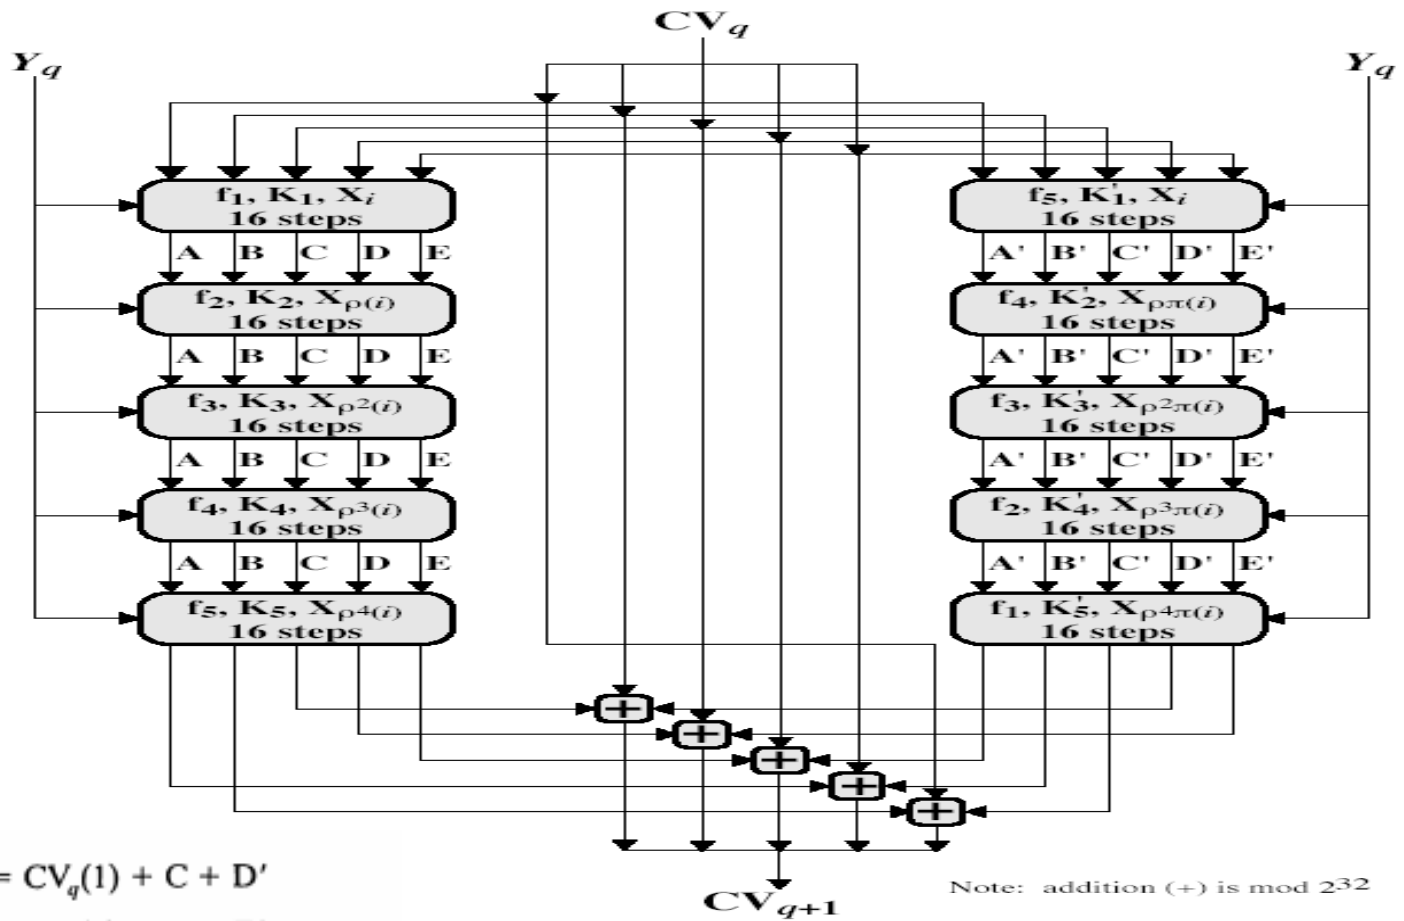 CVq
Yq Yq
f1, K1, Xi
16 steps
f5, K'1, Xi
16 steps
A B C D E
A' B' C' D' E'
f2, K2, Xρ(i)
16 steps
f4, K'2, Xρπ(i)
16 steps
A B C D E
A' B' C' D' E'
f3, K3, Xρ2(i)
16 steps
f3, K'3, Xρ2π(i)
16 steps
A B C D E
A' B' C' D' E'
f4, K4, Xρ3(i)
16 steps
f2, K'4, Xρ3π(i)
16 steps
A B C D E
A' B' C' D' E'
f5, K5, Xρ4(i)
16 steps
f1, K'5, Xρ4π(i)
16 steps
+
+
+
+
+
= CVq(1) + C + D′
CVq+1
Note: addition (+) is mod 2^32